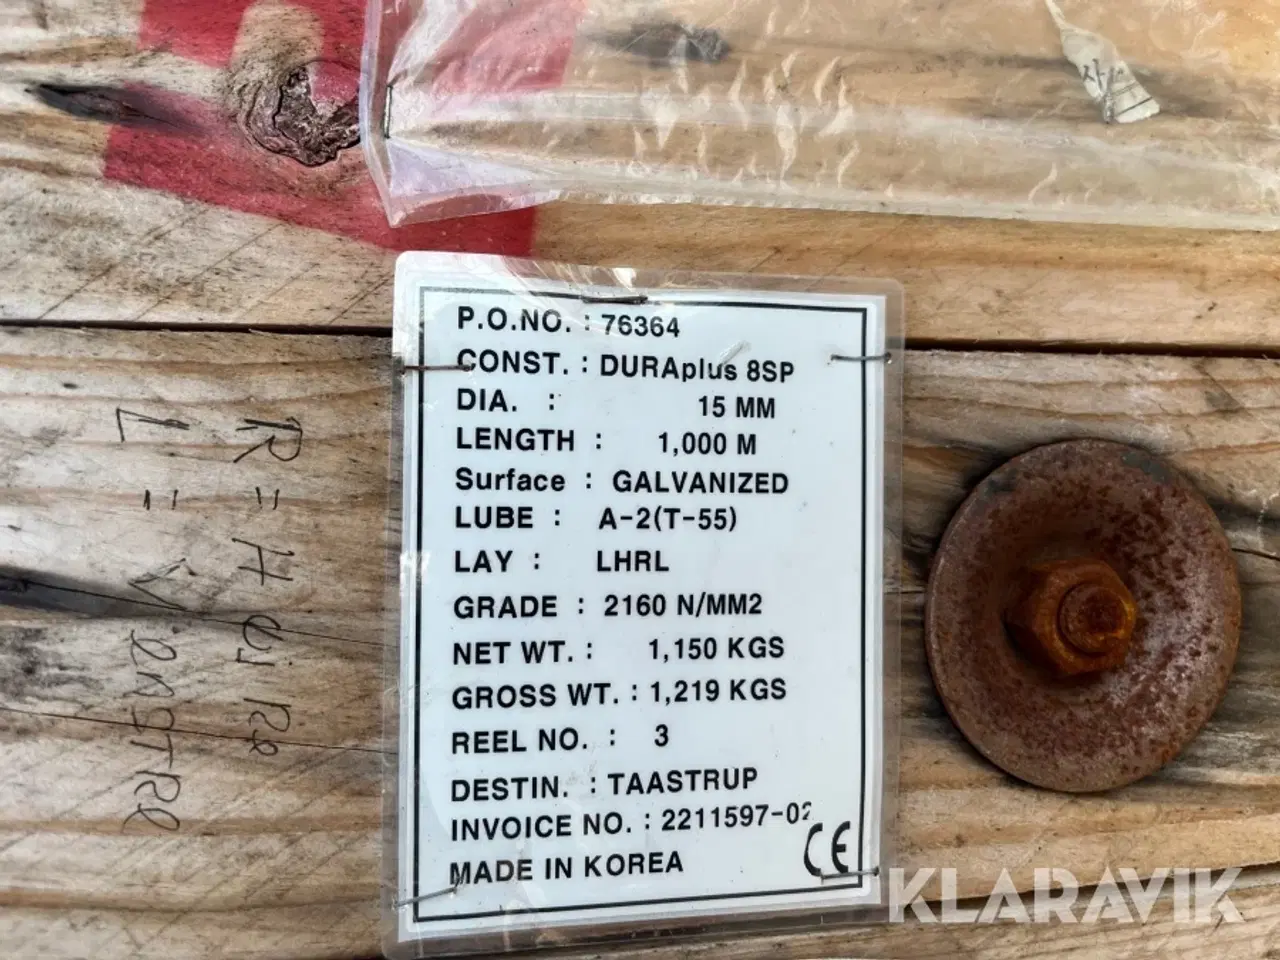 P.O.NO. : 76364
CONST. : DURAplus 8SP
DIA. : 15 MM
LENGTH : 1,000 M
Surface : GALVANIZED
LUBE : A-2(T-55)
LAY : LHRL
GRADE : 2160 N/MM2
NET WT. : 1,150 KGS
GROSS WT. : 1,219 KGS
REEL NO. : 3
DESTIN. : TAASTRUP
INVOICE NO. : 2211597-02
MADE IN KOREA
CE
R = HØiRe
L = VENSTRE
KLARAVIK